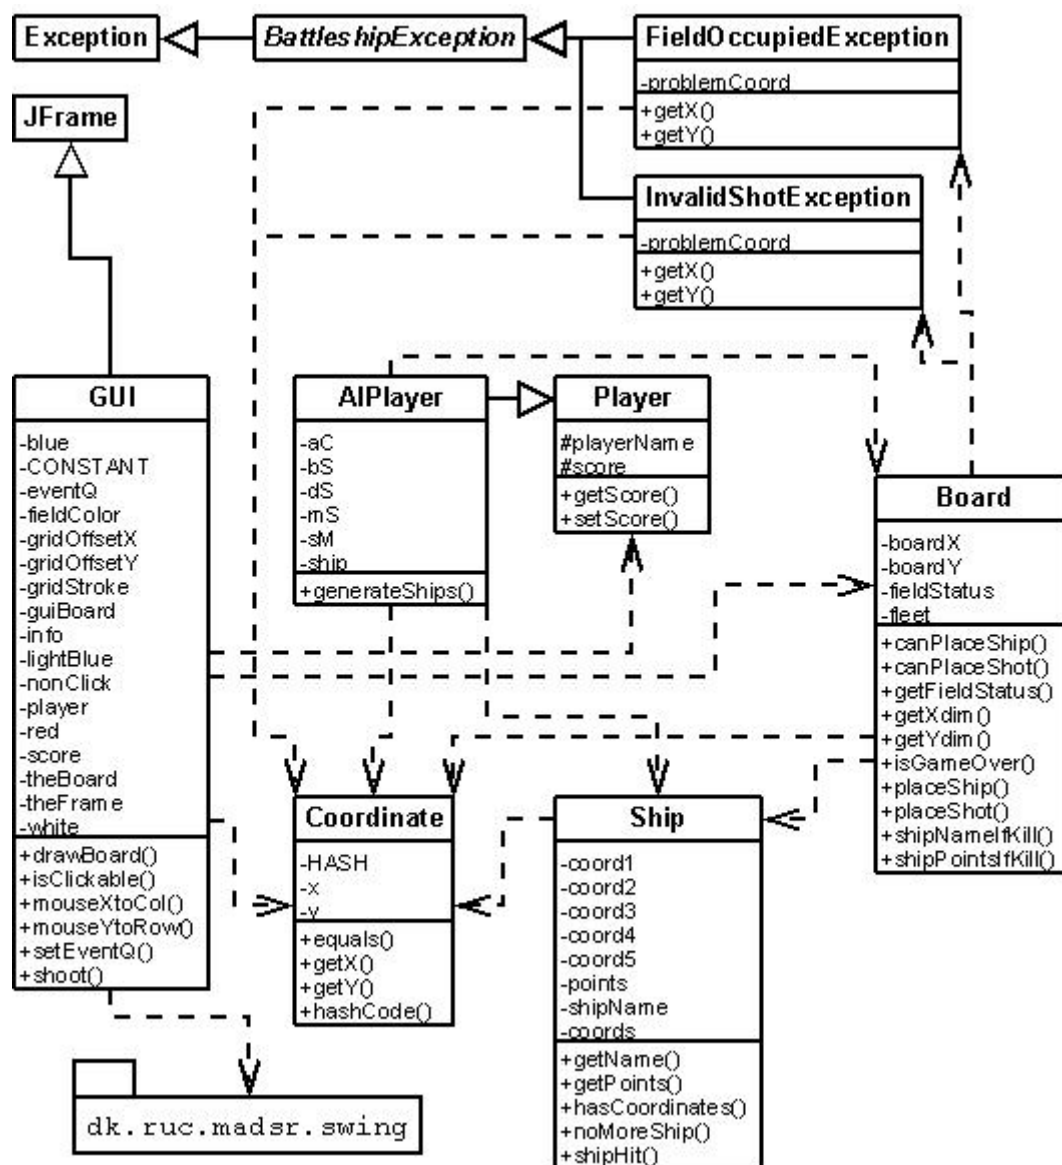 Exception
BattleshipException
FieldOccupiedException
-problemCoord
+getX()
+getY()
JFrame
InvalidShotException
-problemCoord
+getX()
+getY()
GUI
-blue
-CONSTANT
-eventQ
-fieldColor
-gridOffsetX
-gridOffsetY
-gridStroke
-guiBoard
-info
-lightBlue
-nonClick
-player
-red
-score
-theBoard
-theFrame
-white
+drawBoard()
+isClickable()
+mouseXtoCol()
+mouseYtoRow()
+setEventQ()
+shoot()
AIPlayer
-aC
-bS
-dS
-mS
-sM
-ship
+generateShips()
Player
#playerName
#score
+getScore()
+setScore()
Board
-boardX
-boardY
-fieldStatus
-fleet
+canPlaceShip()
+canPlaceShot()
+getFieldStatus()
+getXdim()
+getYdim()
+isGameOver()
+placeShip()
+placeShot()
+shipNameIfKill()
+shipPointsIfKill()
Coordinate
-HASH
-x
-y
+equals()
+getX()
+getY()
+hashCode()
Ship
-coord1
-coord2
-coord3
-coord4
-coord5
-points
-shipName
-coords
+getName()
+getPoints()
+hasCoordinates()
+noMoreShip()
+shipHit()
dk.ruc.madsr.swing